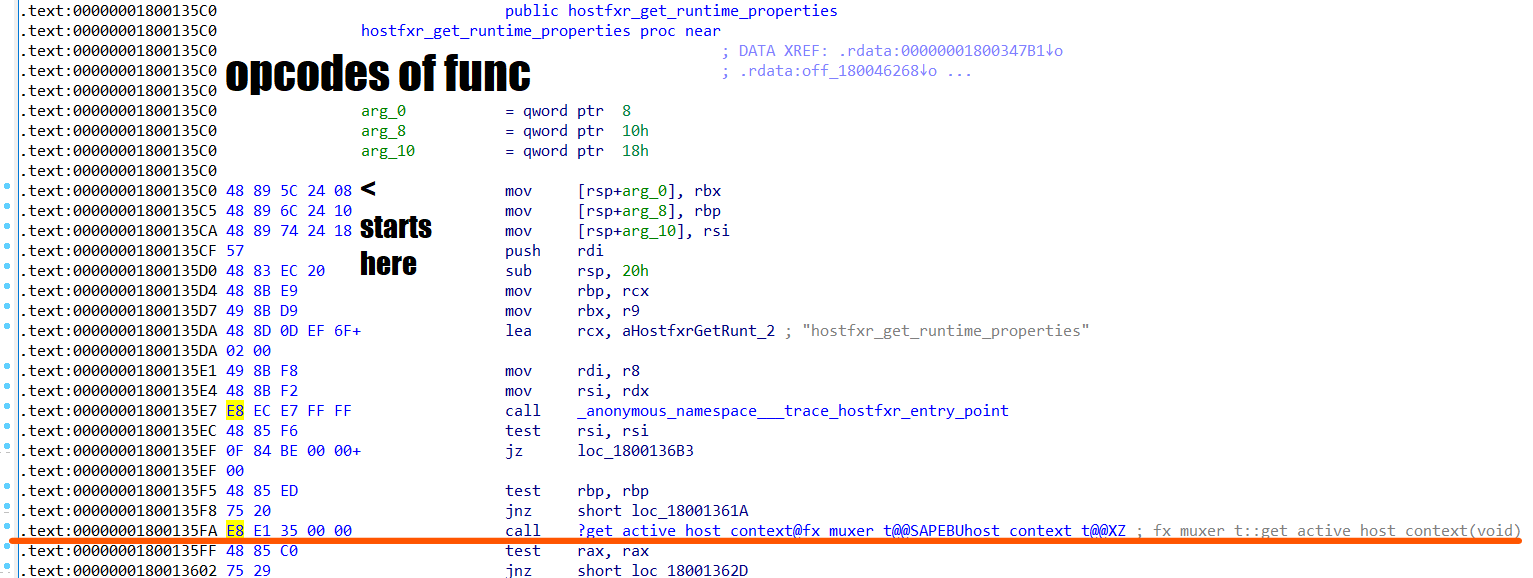 .text:00000001800135C0 public hostfxr_get_runtime_properties
.text:00000001800135C0 hostfxr_get_runtime_properties proc near
.text:00000001800135C0 ; DATA XREF: .rdata:00000001800347B1↓o
.text:00000001800135C0 ; .rdata:off_180046268↓o ...
.text:00000001800135C0
opcodes of func
.text:00000001800135C0 arg_0 = qword ptr 8
.text:00000001800135C0 arg_8 = qword ptr 10h
.text:00000001800135C0 arg_10 = qword ptr 18h
.text:00000001800135C0
.text:00000001800135C0 48 89 5C 24 08 mov [rsp+arg_0], rbx
.text:00000001800135C5 48 89 6C 24 10 mov [rsp+arg_8], rbp
.text:00000001800135CA 48 89 74 24 18 mov [rsp+arg_10], rsi
<
starts
here
.text:00000001800135CF 57 push rdi
.text:00000001800135D0 48 83 EC 20 sub rsp, 20h
.text:00000001800135D4 48 8B E9 mov rbp, rcx
.text:00000001800135D7 49 8B D9 mov rbx, r9
.text:00000001800135DA 48 8D 0D EF 6F+ lea rcx, aHostfxrGetRunt_2 ; "hostfxr_get_runtime_properties"
.text:00000001800135DA 02 00
.text:00000001800135E1 49 8B F8 mov rdi, r8
.text:00000001800135E4 48 8B F2 mov rsi, rdx
.text:00000001800135E7 E8 EC E7 FF FF call _anonymous_namespace___trace_hostfxr_entry_point
.text:00000001800135EC 48 85 F6 test rsi, rsi
.text:00000001800135EF 0F 84 BE 00 00+ jz loc_1800136B3
.text:00000001800135EF 00
.text:00000001800135F5 48 85 ED test rbp, rbp
.text:00000001800135F8 75 20 jnz short loc_18001361A
.text:00000001800135FA E8 E1 35 00 00 call ?get_active_host_context@fx_muxer_t@@SAPEBUhost_context_t@@XZ ; fx_muxer_t::get_active_host_context(void)
.text:00000001800135FF 48 85 C0 test rax, rax
.text:0000000180013602 75 29 jnz short loc_18001362D